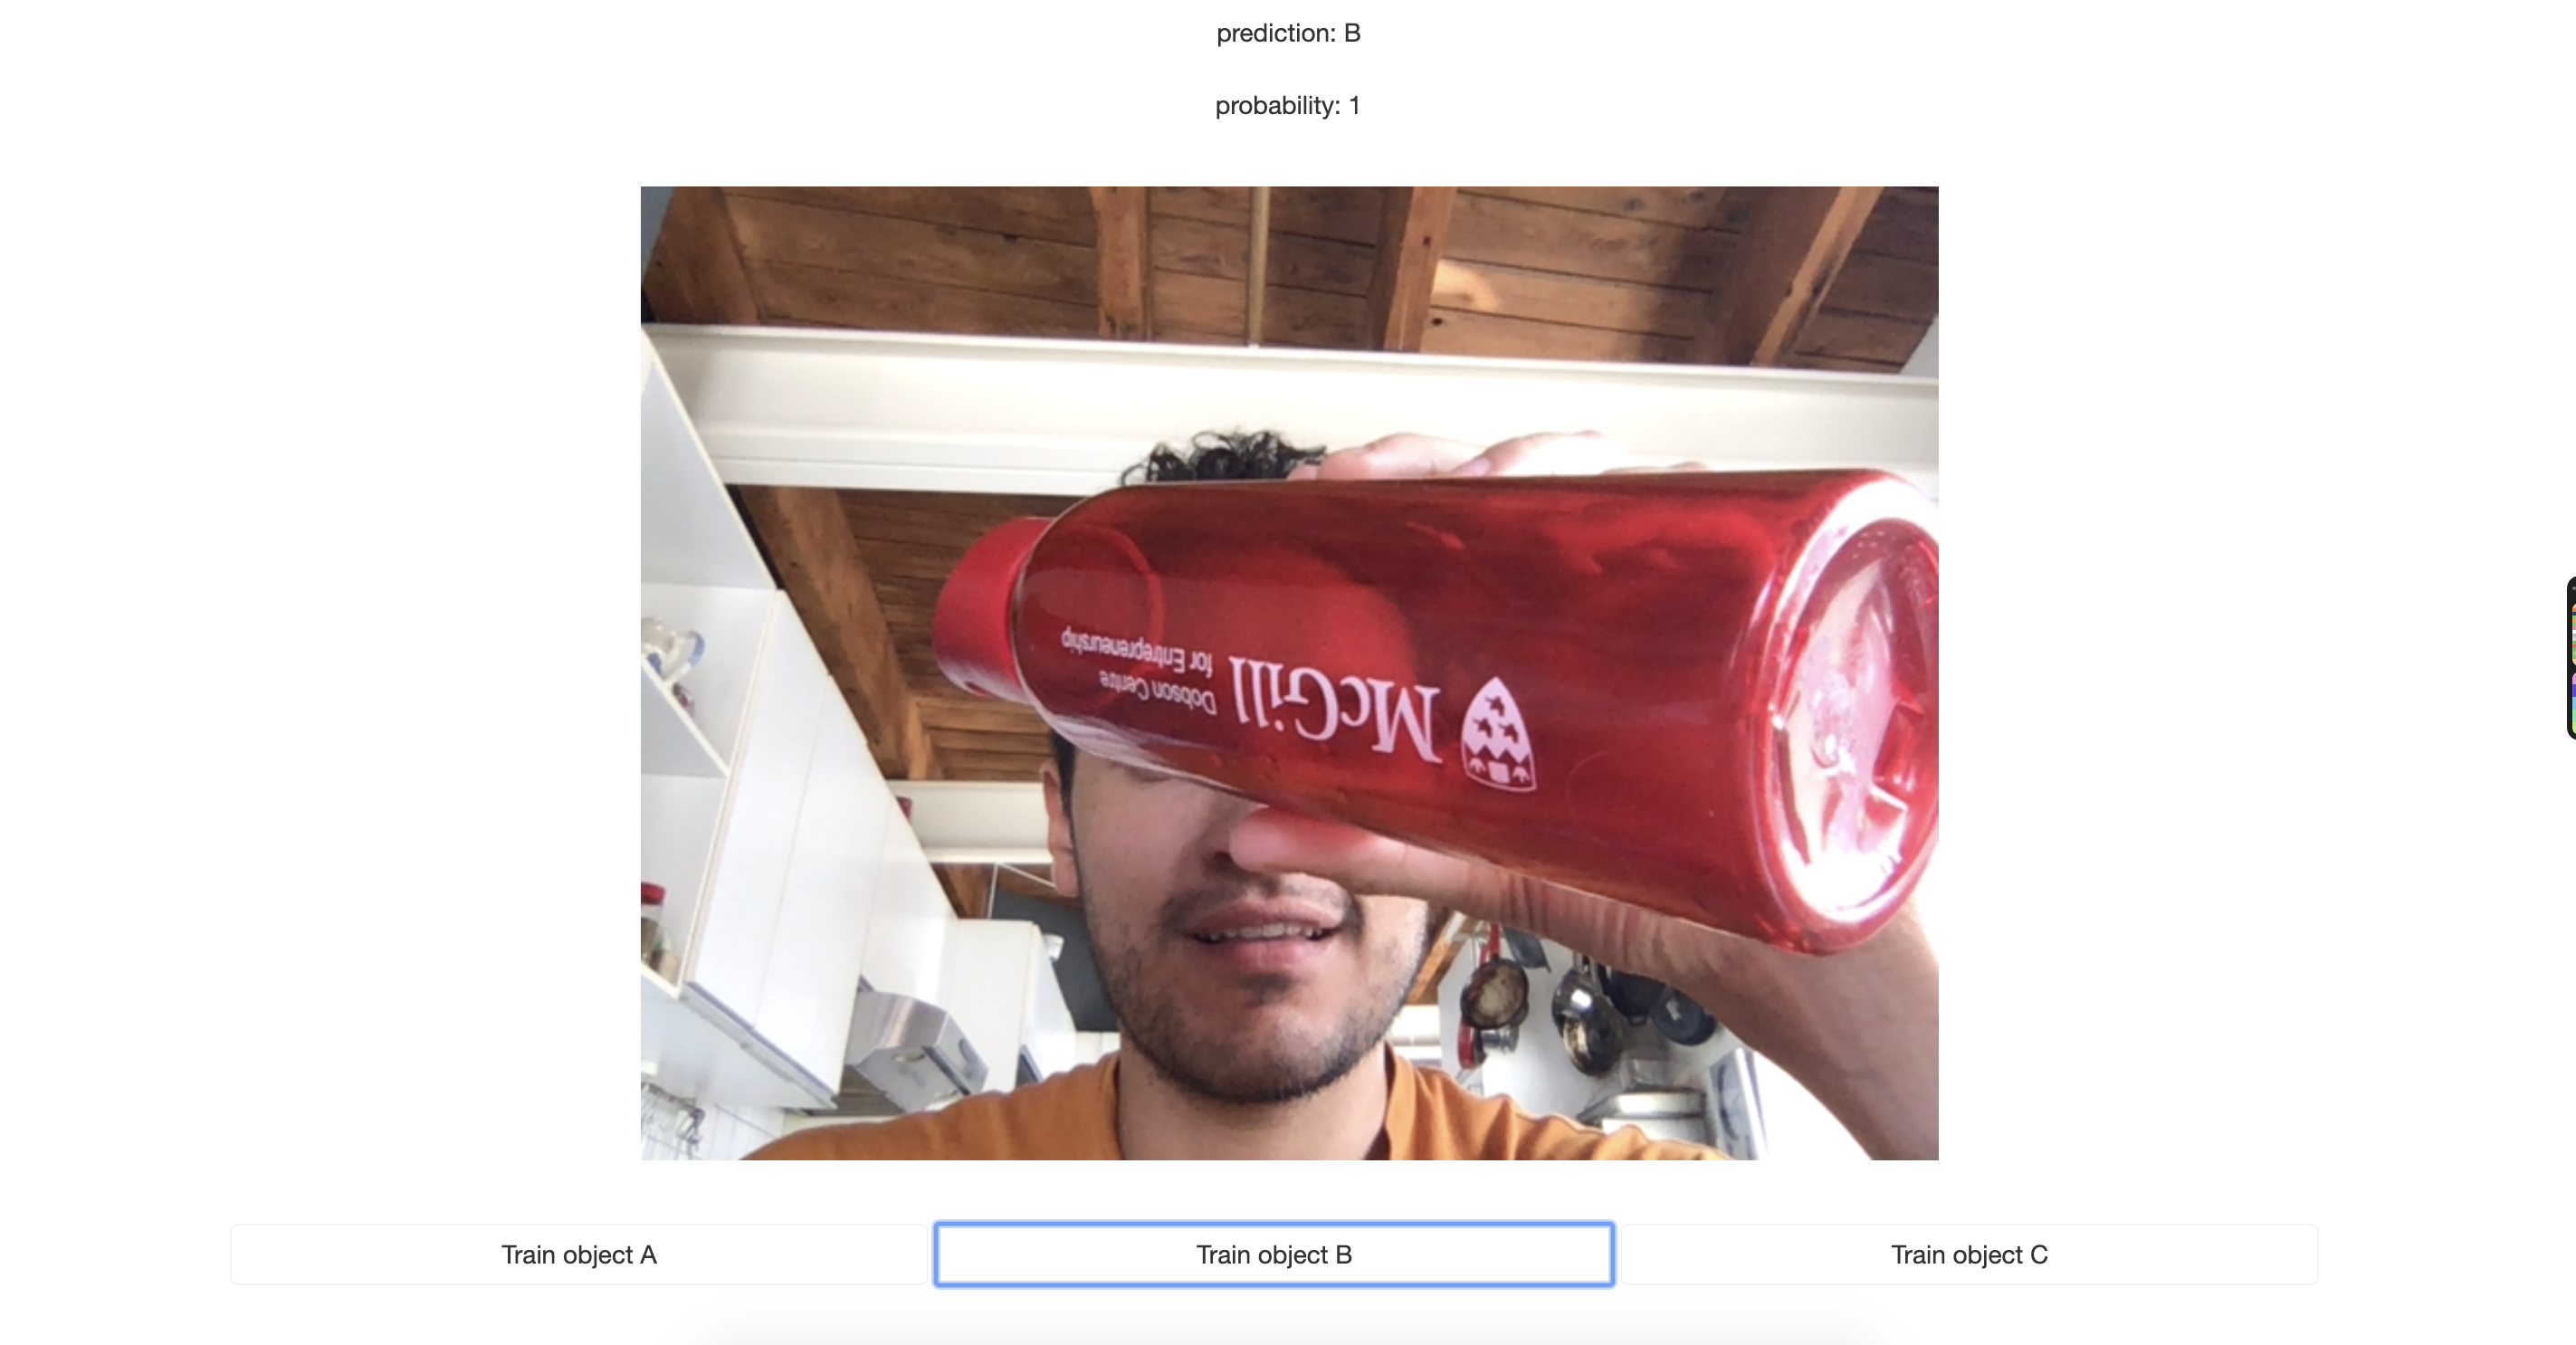 prediction: B
probability: 1
McGill
Dobson Centre
for Entrepreneurship
Train object A
Train object B
Train object C